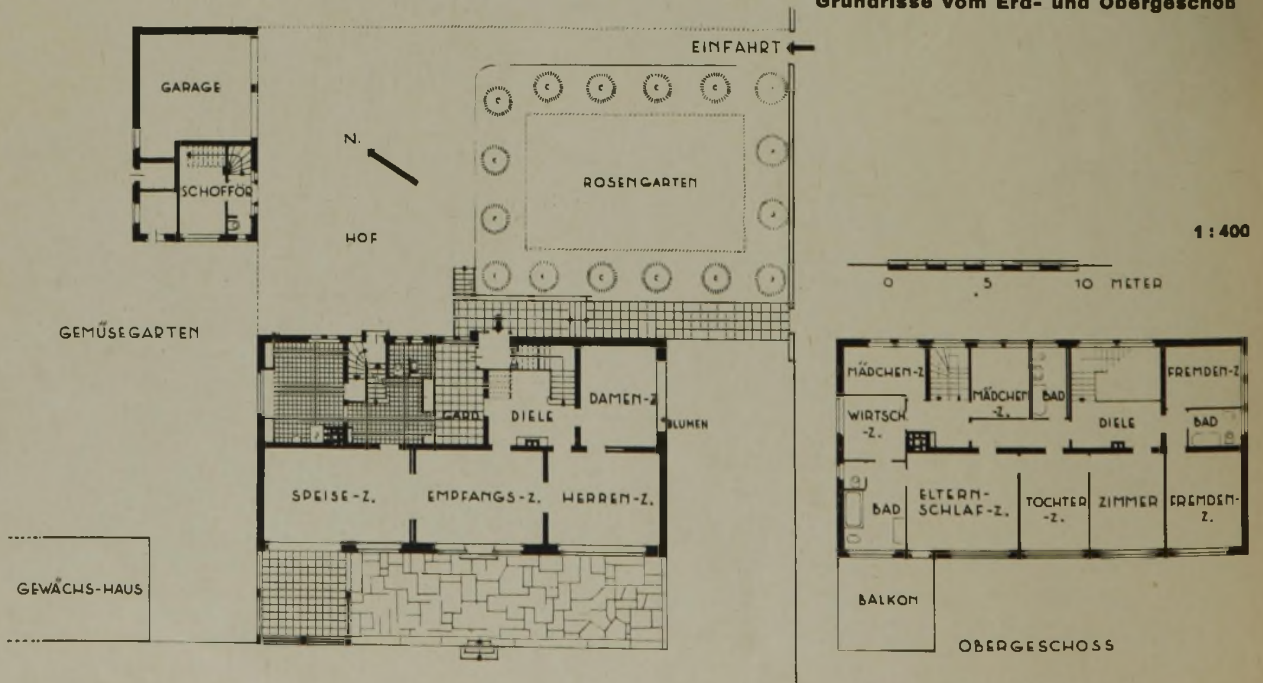 Grundrisse vom Erd- und Obergeschoß
EINFAHRT
GARAGE
N.
ROSENGARTEN
SCHOFFÖR
HOF
1 : 400
0 5 10 METER
GEMÜSEGARTEN
MÄDCHEN-Z.
FREMDEN-Z.
MÄDCHEN
-Z.
BAD
WIRTSCH.
-Z.
DIELE
BAD
GARD.
DIELE
DAMEN-Z
BLUMEN
SPEISE-Z.
EMPFANGS-Z.
HERREN-Z.
BAD
ELTERN-
SCHLAF-Z.
TOCHTER
-Z.
ZIMMER
FREMDEN-
Z.
GEWÄCHS-HAUS
BALKON
OBERGESCHOSS